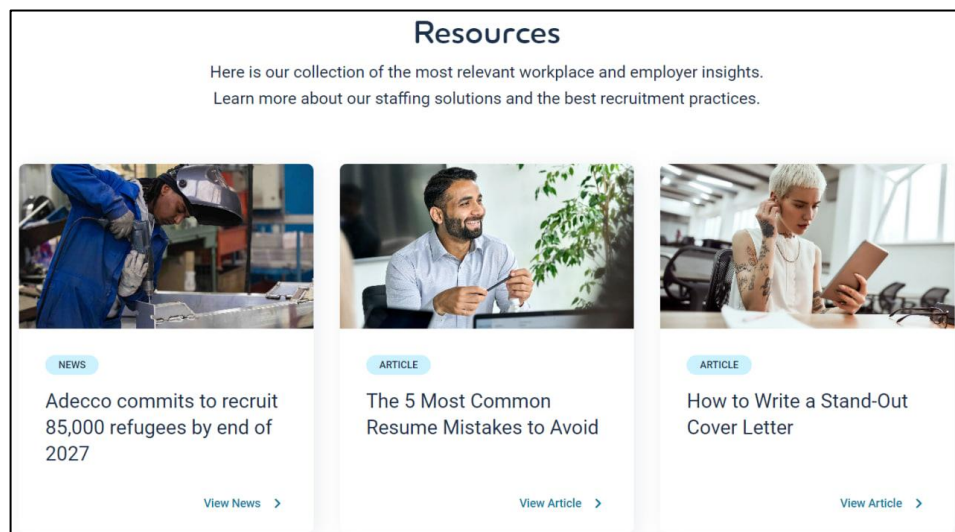 Resources
Here is our collection of the most relevant workplace and employer insights.
Learn more about our staffing solutions and the best recruitment practices.
NEWS
Adecco commits to recruit
85,000 refugees by end of
2027
View News
ARTICLE
The 5 Most Common
Resume Mistakes to Avoid
View Article
ARTICLE
How to Write a Stand-Out
Cover Letter
View Article